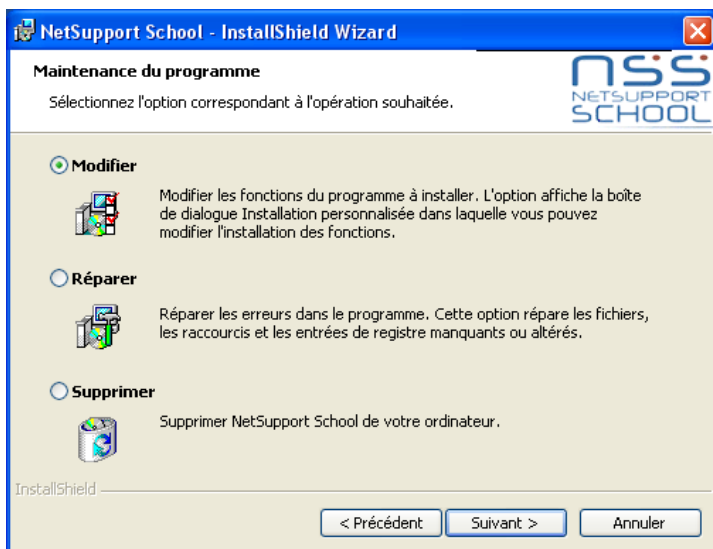 NetSupport School - InstallShield Wizard
Maintenance du programme
Sélectionnez l'option correspondant à l'opération souhaitée.
nss
NETSUPPORT
SCHOOL
Modifier
Modifier les fonctions du programme à installer. L'option affiche la boîte
de dialogue Installation personnalisée dans laquelle vous pouvez
modifier l'installation des fonctions.
Réparer
Réparer les erreurs dans le programme. Cette option répare les fichiers,
les raccourcis et les entrées de registre manquants ou altérés.
Supprimer
Supprimer NetSupport School de votre ordinateur.
InstallShield
< Précédent
Suivant >
Annuler